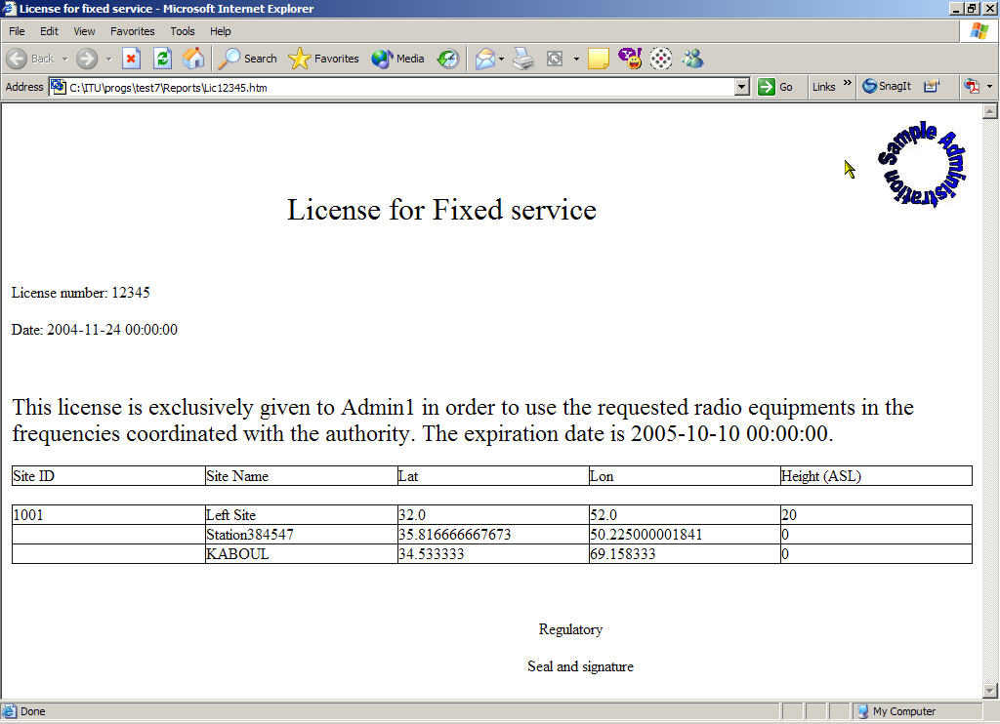 License for fixed service - Microsoft Internet Explorer
File Edit View Favorites Tools Help
Back Search Favorites Media
Address C:\ITU\progs\test7\Reports\Lic12345.htm Go Links » SnagIt
Sample Administration
License for Fixed service
License number: 12345
Date: 2004-11-24 00:00:00
This license is exclusively given to Admin1 in order to use the requested radio equipments in the
frequencies coordinated with the authority. The expiration date is 2005-10-10 00:00:00.
Site ID Site Name Lat Lon Height (ASL)
1001 Left Site 32.0 52.0 20
Station384547 35.816666667673 50.225000001841 0
KABOUL 34.533333 69.158333 0
Regulatory
Seal and signature
Done My Computer